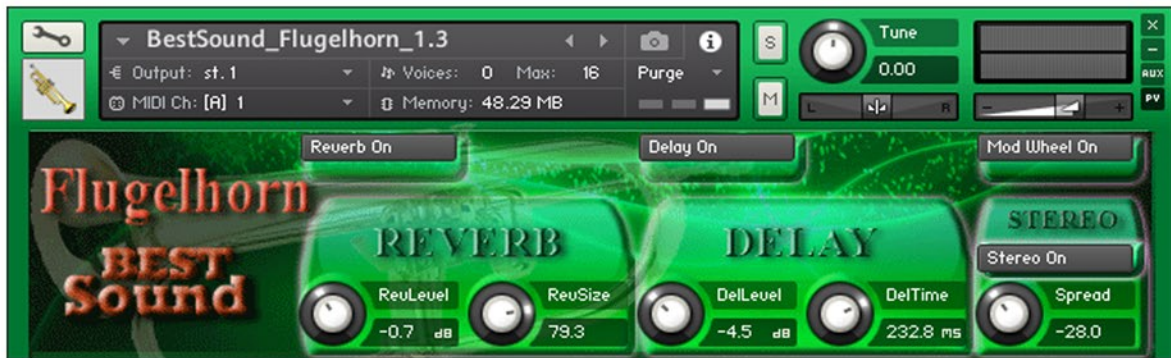 BestSound_Flugelhorn_1.3
Output: st.1
Voices: 0 Max: 16
Purge
MIDI Ch: [A] 1
Memory: 48.29 MB
S
M
Tune
0.00
L R
- +
×
-
AUX
PV
Reverb On
Delay On
Mod Wheel On
Flugelhorn
BEST
Sound
REVERB
DELAY
STEREO
Stereo On
RevLevel
-0.7 dB
RevSize
79.3
DelLevel
-4.5 dB
DelTime
232.8 ms
Spread
-28.0